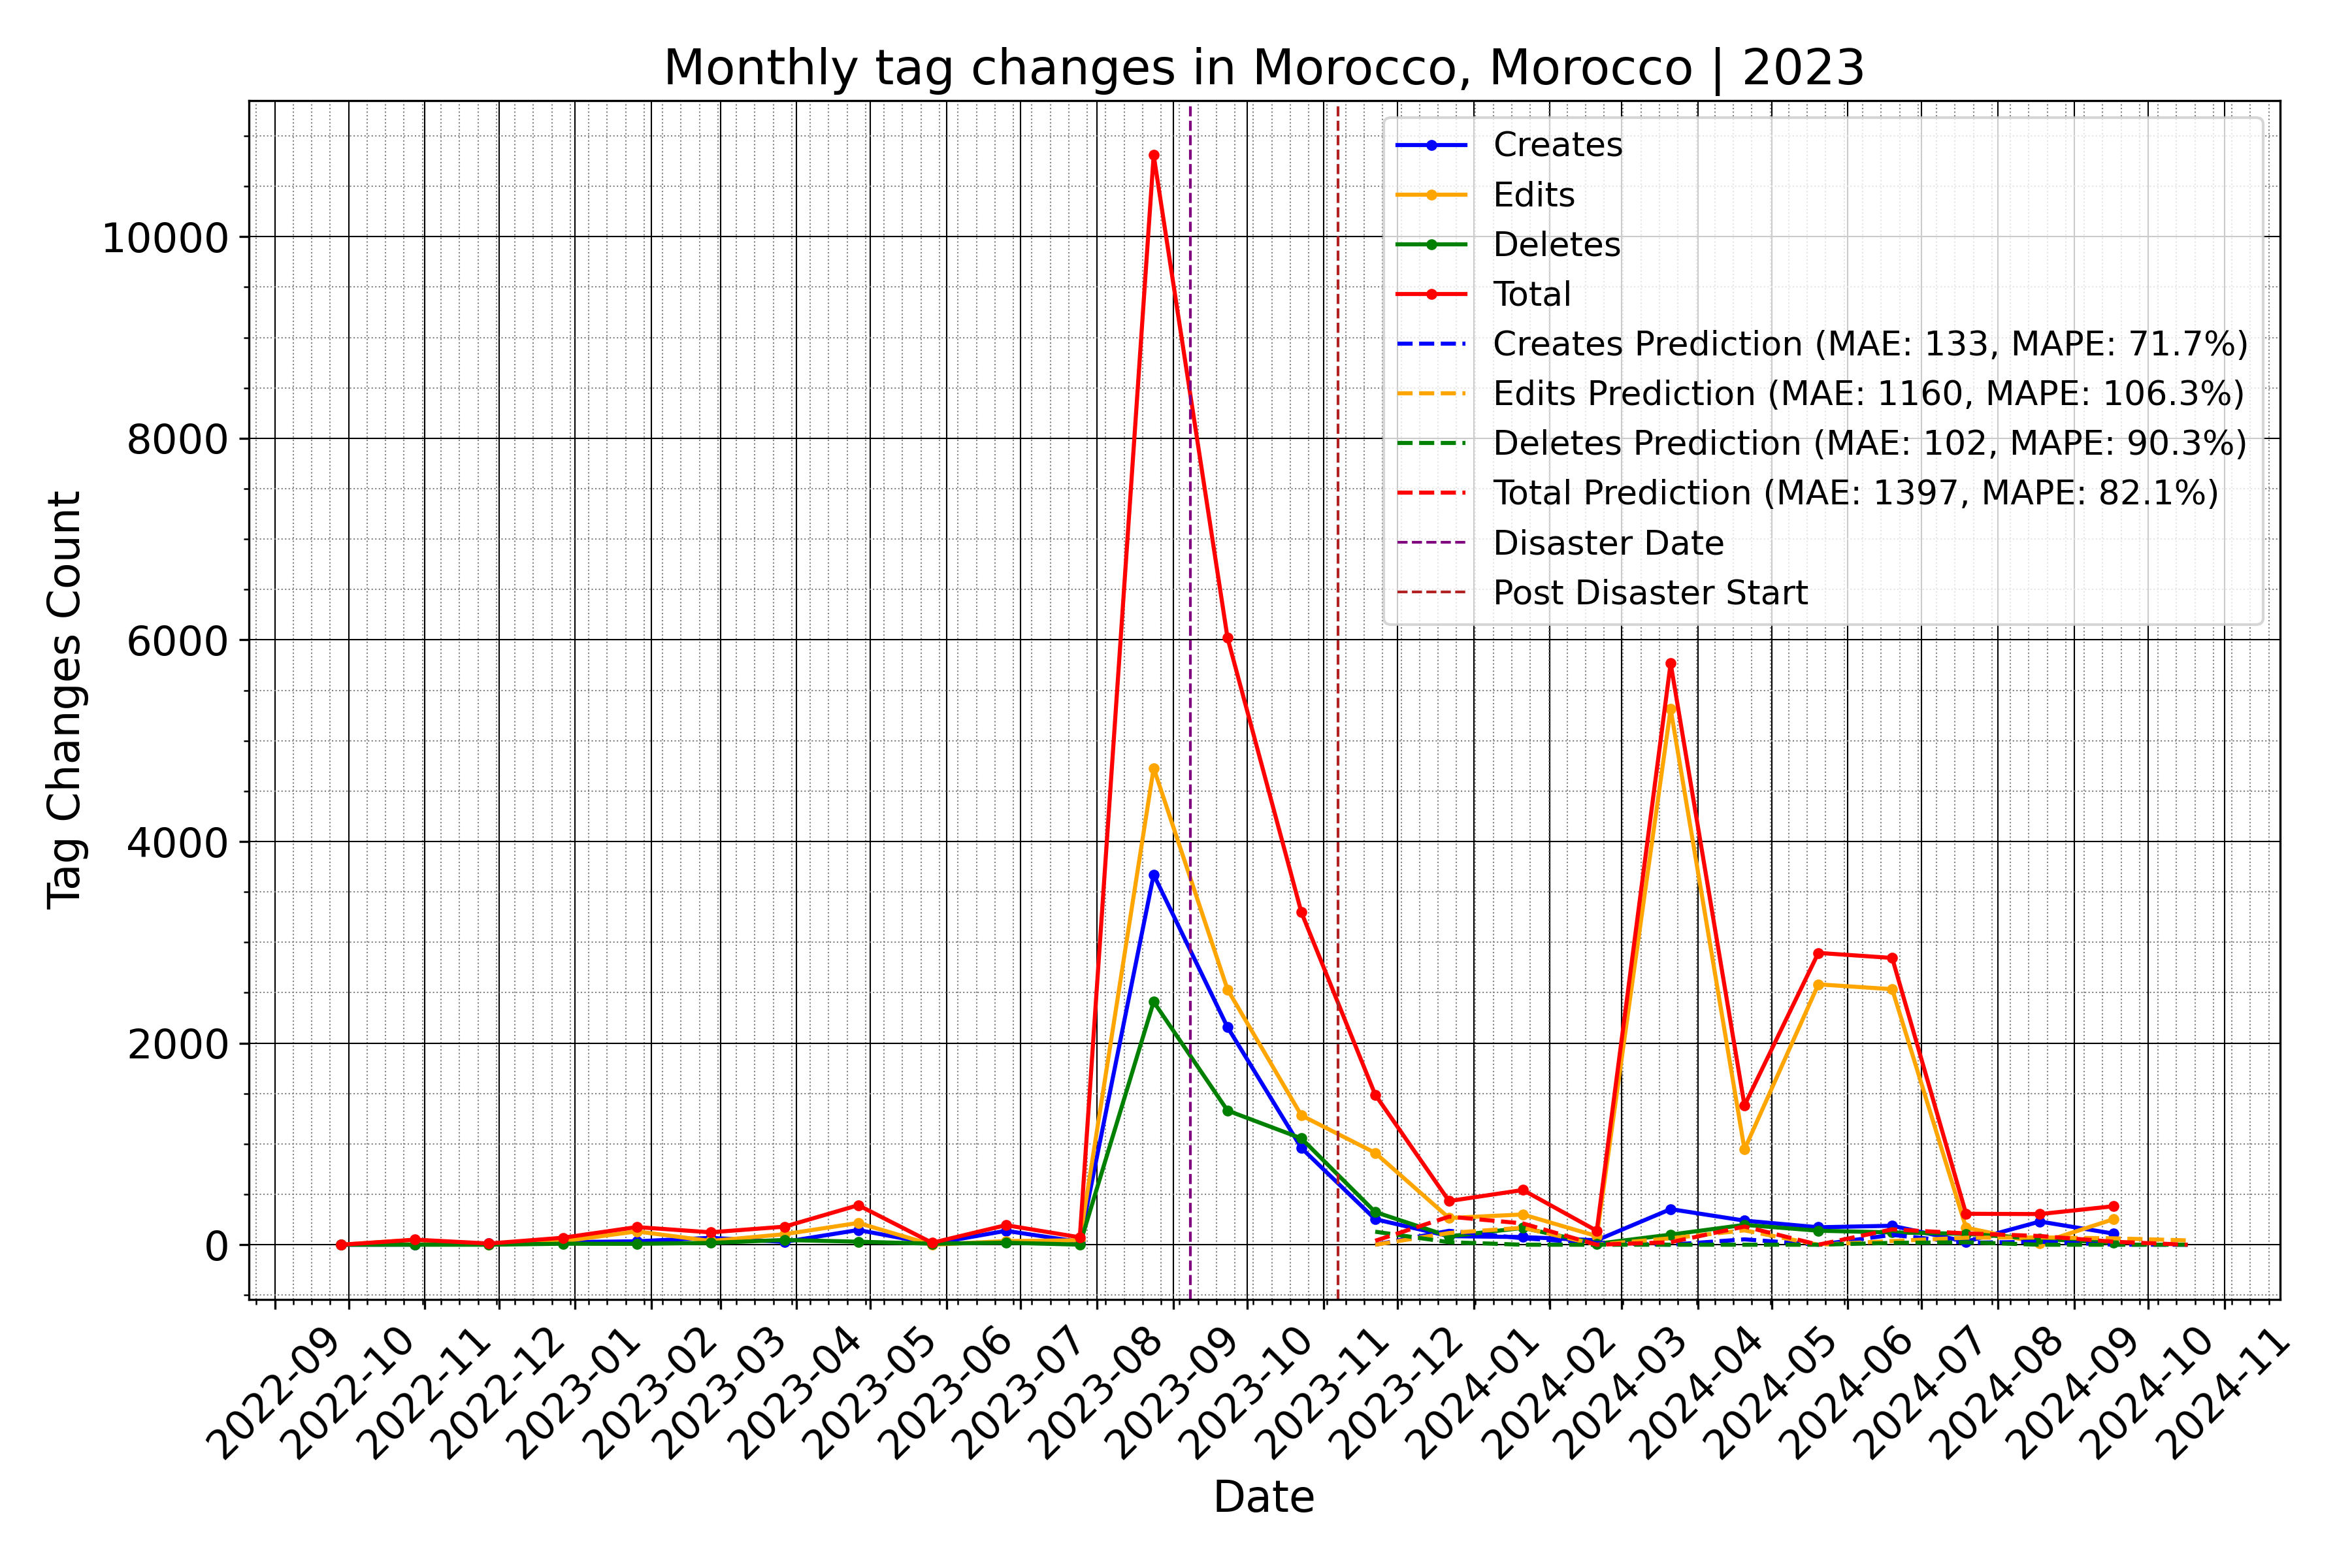 Monthly tag changes in Morocco, Morocco | 2023
Tag Changes Count
10000
8000
6000
4000
2000
0
Creates
Edits
Deletes
Total
Creates Prediction (MAE: 133, MAPE: 71.7%)
Edits Prediction (MAE: 1160, MAPE: 106.3%)
Deletes Prediction (MAE: 102, MAPE: 90.3%)
Total Prediction (MAE: 1397, MAPE: 82.1%)
Disaster Date
Post Disaster Start
2022-09
2022-10
2022-11
2022-12
2023-01
2023-02
2023-03
2023-04
2023-05
2023-06
2023-07
2023-08
2023-09
2023-10
2023-11
2023-12
2024-01
2024-02
2024-03
2024-04
2024-05
2024-06
2024-07
2024-08
2024-09
2024-10
2024-11
Date